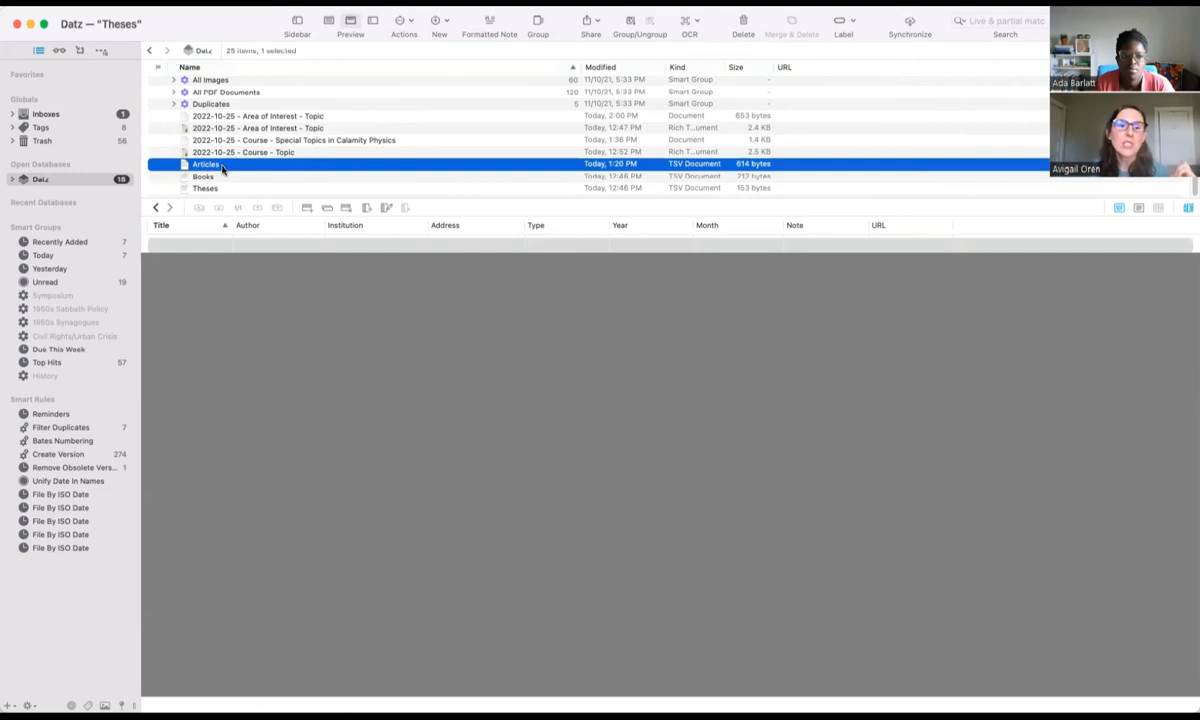 Datz — "Theses"
Sidebar
Preview
Actions
New
Formatted Note
Group
Share
Group/Ungroup
OCR
Delete
Merge & Delete
Label
Synchronize
Live & partial matc
Search
Datz 25 items, 1 selected
Name Modified Kind Size URL
All Images 60 11/10/21, 5:33 PM Smart Group -
All PDF Documents 120 11/10/21, 5:33 PM Smart Group -
Duplicates 5 11/10/21, 5:33 PM Smart Group -
2022-10-25 - Area of Interest - Topic Today, 2:00 PM Document 653 bytes
2022-10-25 - Area of Interest - Topic Today, 12:47 PM Rich T...ument 2.4 KB
2022-10-25 - Course - Special Topics in Calamity Physics Today, 1:36 PM Document 1.4 KB
2022-10-25 - Course - Topic Today, 12:52 PM Rich T...ument 2.5 KB
Articles Today, 1:20 PM TSV Document 614 bytes
Books Today, 12:46 PM TSV Document 212 bytes
Theses Today, 12:46 PM TSV Document 153 bytes
Title Author Institution Address Type Year Month Note URL
Favorites
Globals
Inboxes 1
Tags 8
Trash 56
Open Databases
Datz 18
Recent Databases
Smart Groups
Recently Added 7
Today 7
Yesterday
Unread 19
Symposium
1950s Sabbath Policy
1950s Synagogues
Civil Rights/Urban Crisis
Due This Week
Top Hits 57
History
Smart Rules
Reminders
Filter Duplicates 7
Bates Numbering
Create Version 274
Remove Obsolete Vers... 1
Unify Date In Names
File By ISO Date
File By ISO Date
File By ISO Date
File By ISO Date
File By ISO Date
Ada Barlatt
Avigail Oren